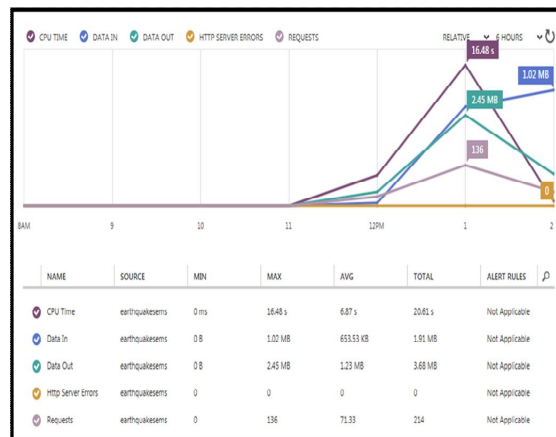 CPU TIME DATA IN DATA OUT HTTP SERVER ERRORS REQUESTS RELATIVE 6 HOURS
16.48 s
1.02 MB
2.45 MB
136
0
8AM 9 10 11 12PM 1 2
NAME SOURCE MIN MAX AVG TOTAL ALERT RULES
CPU Time earthquakesems 0 ms 16.48 s 6.87 s 20.61 s Not Applicable
Data In earthquakesems 0 B 1.02 MB 653.53 KB 1.91 MB Not Applicable
Data Out earthquakesems 0 B 2.45 MB 1.23 MB 3.68 MB Not Applicable
Http Server Errors earthquakesems 0 0 0 0 Not Applicable
Requests earthquakesems 0 136 71.33 214 Not Applicable